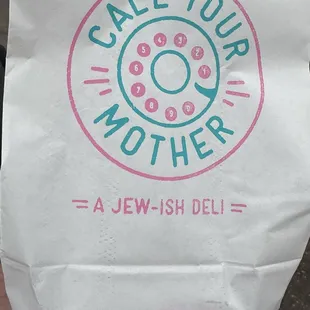 CALL YOUR
MOTHER
= A JEW-ISH DELI =